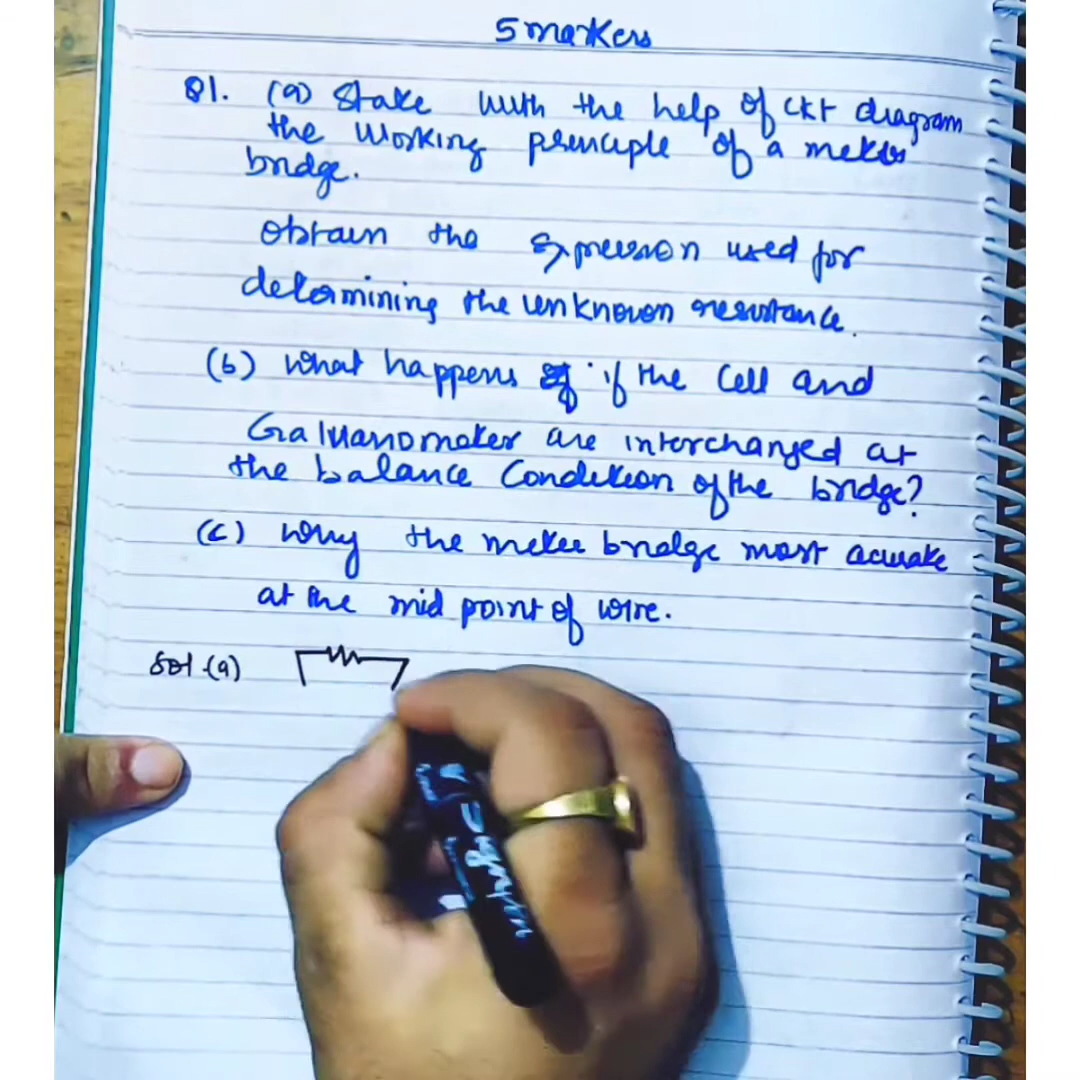 5 markers
Q1. (a) State with the help of ckt diagram
the working principle of a meter
bridge.
obtain the expression used for
determining the unknown resistance.
(b) what happens if the cell and
Galvanometer are interchanged at
the balance Condition of the bridge?
(c) why the meter bridge most acurate
at the mid point of wire.
Sol-(a)